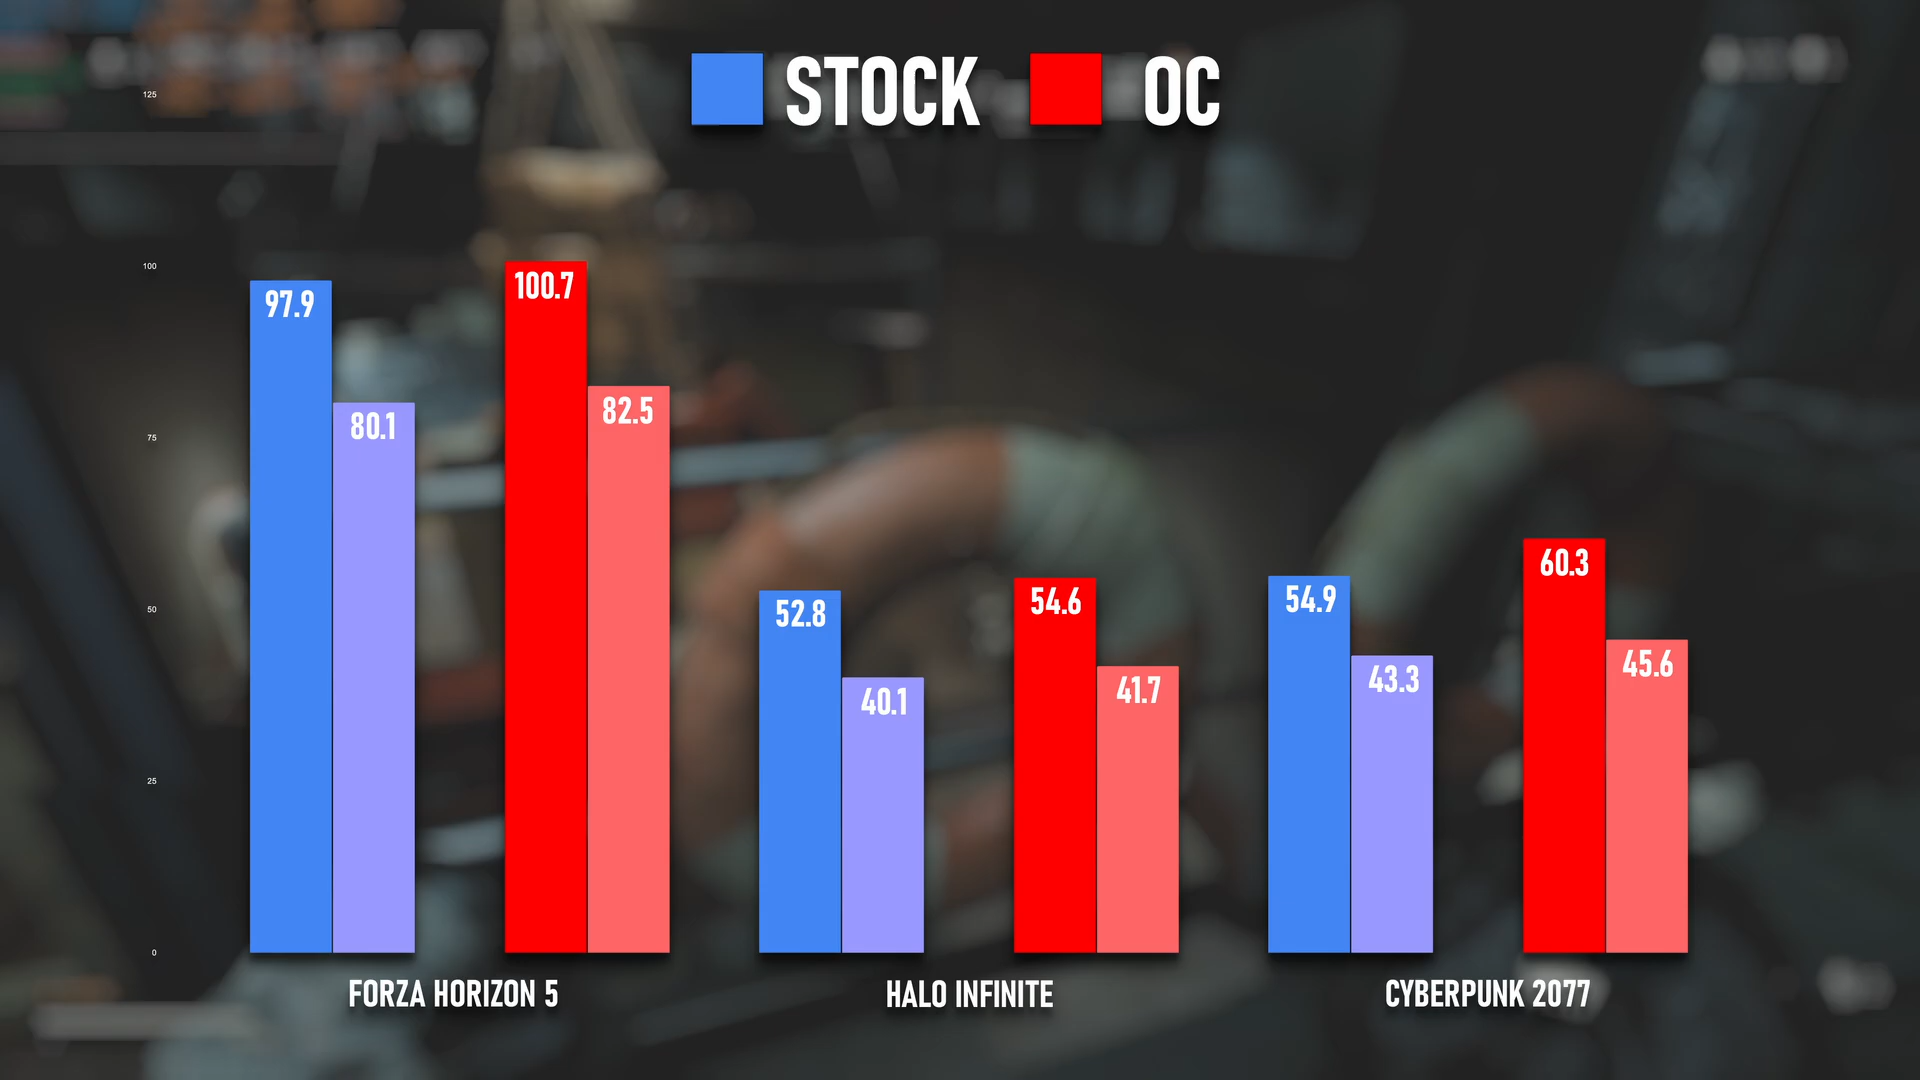 STOCK OC
125
100
75
50
25
0
97.9 80.1 100.7 82.5
52.8 40.1 54.6 41.7
54.9 43.3 60.3 45.6
FORZA HORIZON 5 HALO INFINITE CYBERPUNK 2077